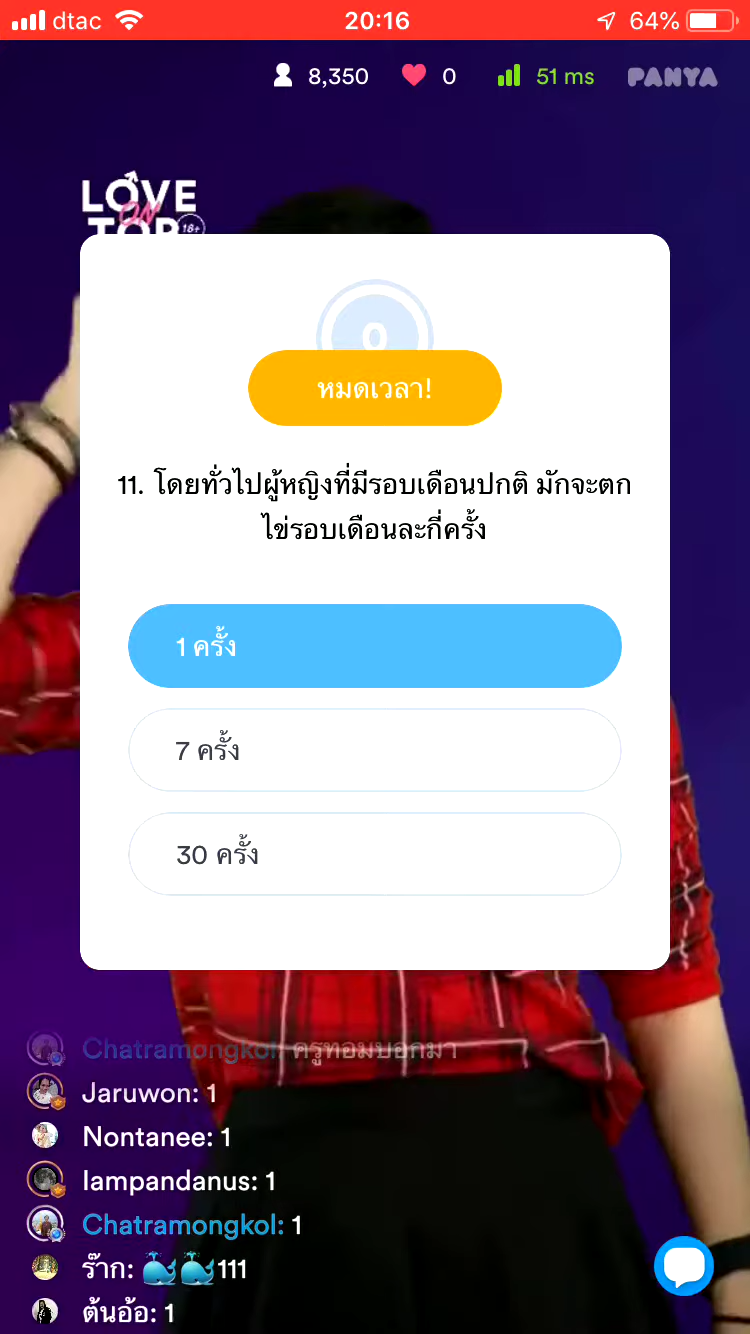 dtac 20:16 64%
8,350 0 51 ms PANYA
LOVE
ON
TOP 18+
0
หมดเวลา!
11. โดยทั่วไปผู้หญิงที่มีรอบเดือนปกติ มักจะตก
ไข่รอบเดือนละกี่ครั้ง
1 ครั้ง
7 ครั้ง
30 ครั้ง
Chatramongkol: ครูทอมบอกมา
Jaruwon: 1
Nontanee: 1
Iampandanus: 1
Chatramongkol: 1
ร๊าก: 🐳🐳111
ต้นอ้อ: 1